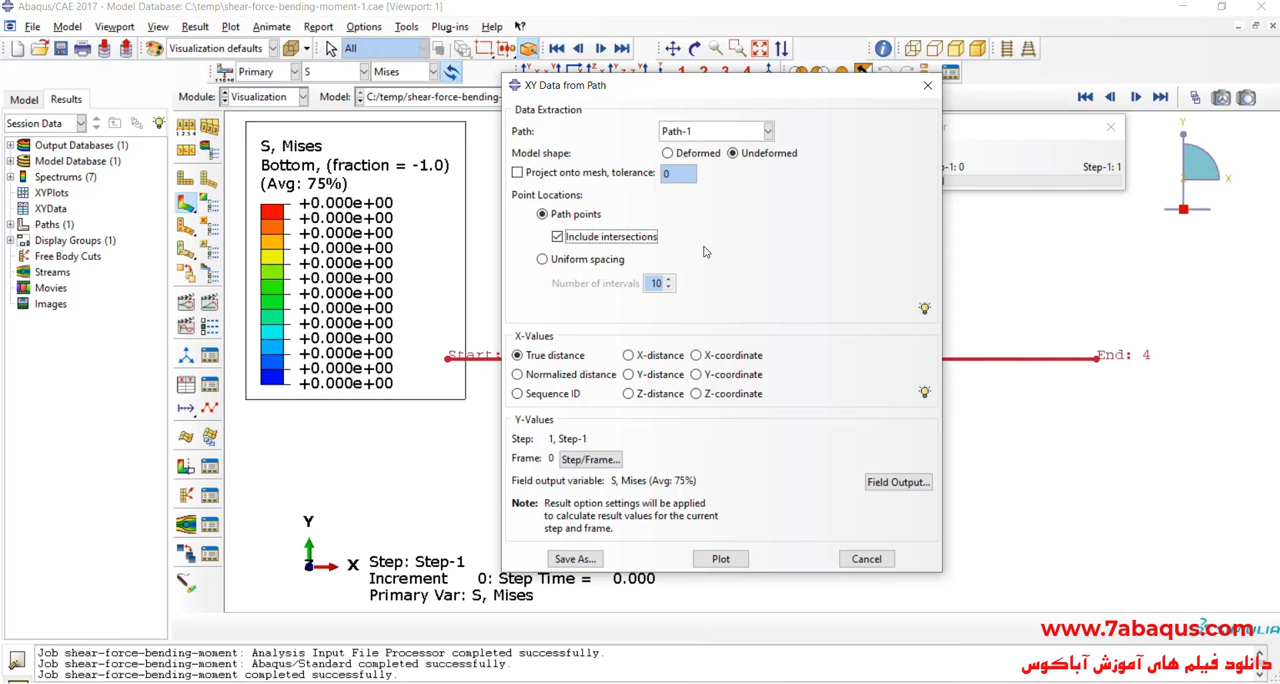 Abaqus/CAE 2017 - Model Database: C:\temp\shear-force-bending-moment-1.cae [Viewport: 1]
File Model Viewport View Result Plot Animate Report Options Tools Plug-ins Help
Visualization defaults All
Primary S Mises
Model Results Module: Visualization Model: C:/temp/shear-force-bending-
Session Data
Output Databases (1)
Model Database (1)
Spectrums (7)
XYPlots
XYData
Paths (1)
Display Groups (1)
Free Body Cuts
Streams
Movies
Images
S, Mises
Bottom, (fraction = -1.0)
(Avg: 75%)
+0.000e+00
+0.000e+00
+0.000e+00
+0.000e+00
+0.000e+00
+0.000e+00
+0.000e+00
+0.000e+00
+0.000e+00
+0.000e+00
+0.000e+00
+0.000e+00
+0.000e+00
Start:
End: 4
XY Data from Path
Data Extraction
Path: Path-1
Model shape: Deformed Undeformed
Project onto mesh, tolerance: 0
Point Locations:
Path points
Include intersections
Uniform spacing
Number of intervals 10
X-Values
True distance X-distance X-coordinate
Normalized distance Y-distance Y-coordinate
Sequence ID Z-distance Z-coordinate
Y-Values
Step: 1, Step-1
Frame: 0 Step/Frame...
Field output variable: S, Mises (Avg: 75%) Field Output...
Note: Result option settings will be applied
to calculate result values for the current
step and frame.
Save As... Plot Cancel
-1: 0 Step-1: 1
Y
X
Y
X
Z
Step: Step-1
Increment 0: Step Time = 0.000
Primary Var: S, Mises
Job shear-force-bending-moment: Analysis Input File Processor completed successfully.
Job shear-force-bending-moment: Abaqus/Standard completed successfully.
Job shear-force-bending-moment completed successfully.
www.7abaqus.com
دانلود فیلم های آموزش آباکوس